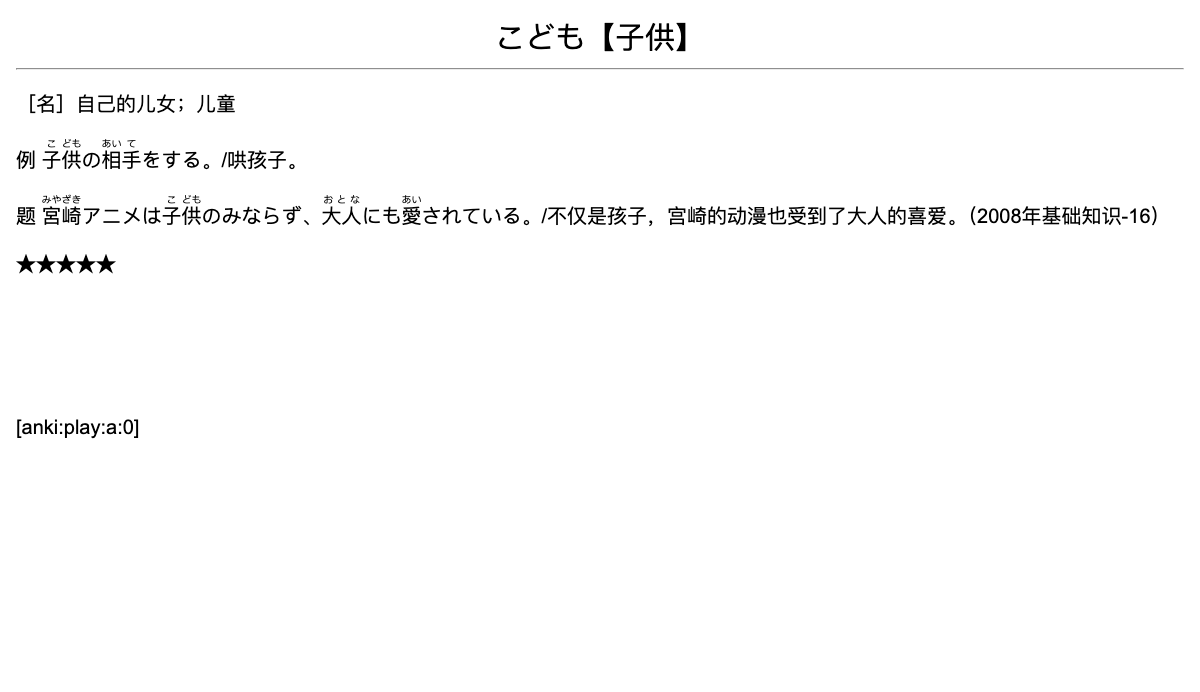 こども【子供】
［名］自己的儿女；儿童
こ ども あい て
例 子供の相手をする。/哄孩子。
みやざき こ ども おとな あい
题 宮崎アニメは子供のみならず、大人にも愛されている。/不仅是孩子，宫崎的动漫也受到了大人的喜爱。（2008年基础知识-16）
★★★★★
[anki:play:a:0]